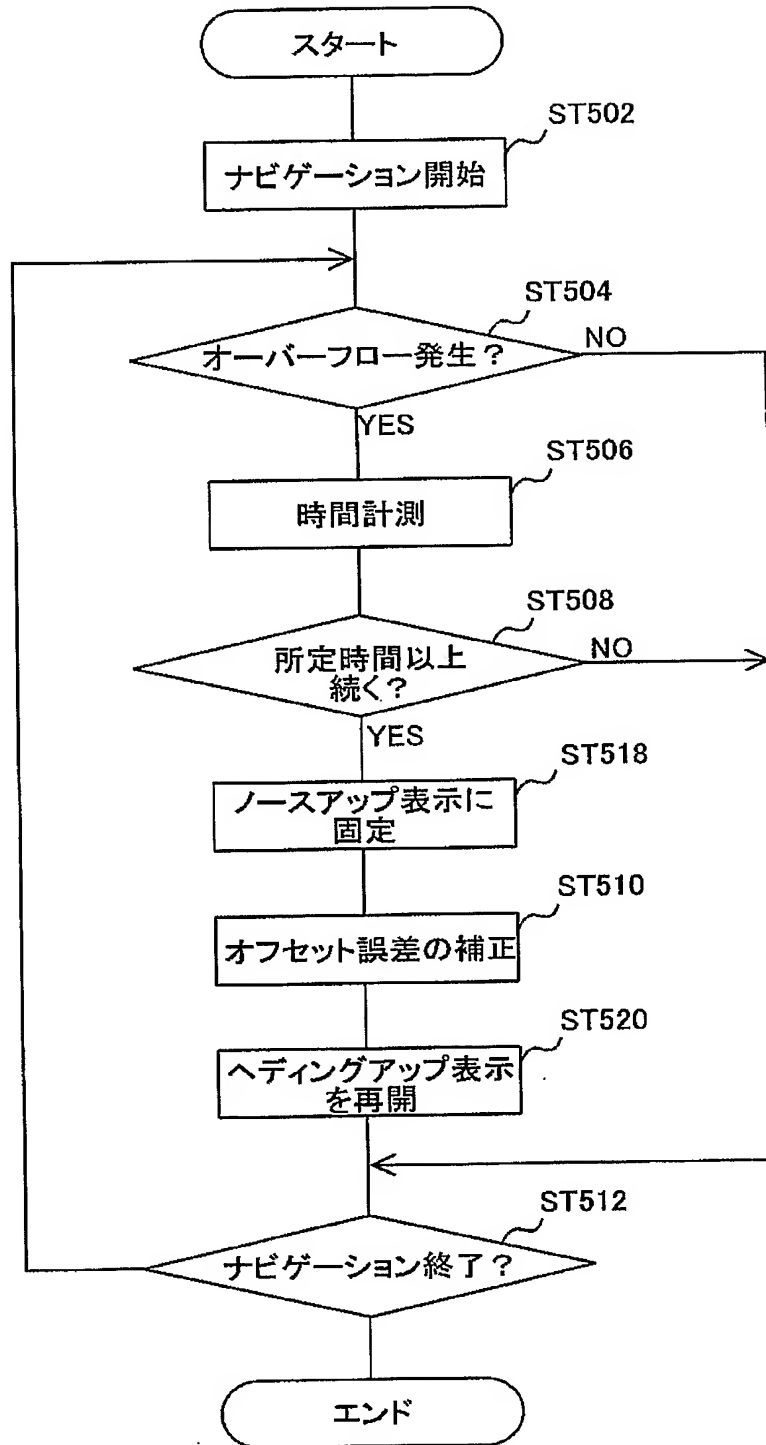 スタート
ST502
ナビゲーション開始
ST504
オーバーフロー発生?
NO
YES
ST506
時間計測
ST508
所定時間以上
続く?
NO
YES
ST518
ノースアップ表示に
固定
ST510
オフセット誤差の補正
ST520
ヘディングアップ表示
を再開
ST512
ナビゲーション終了?
エンド